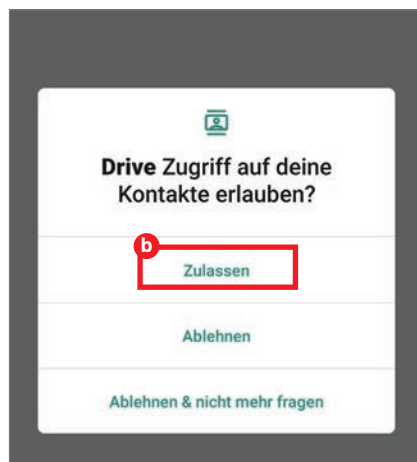 Drive Zugriff auf deine
Kontakte erlauben?
b
Zulassen
Ablehnen
Ablehnen & nicht mehr fragen